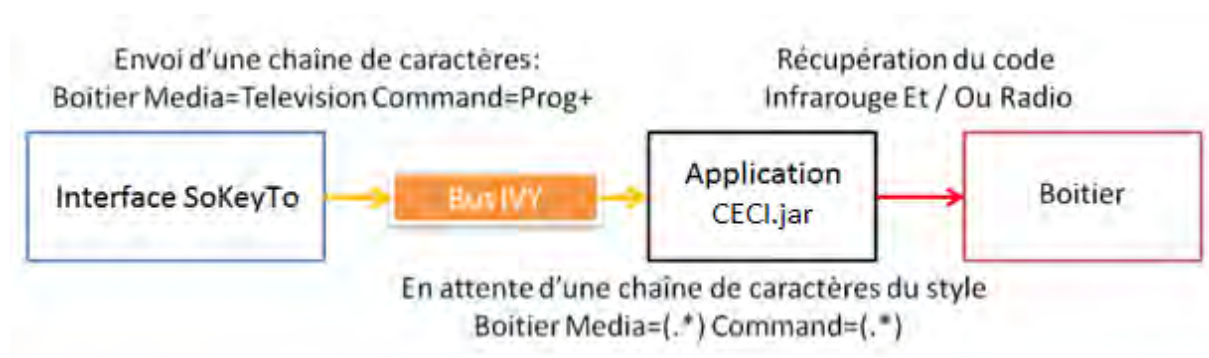 Envoi d'une chaîne de caractères:
Boitier Media=Television Command=Prog+
Récupération du code
Infrarouge Et / Ou Radio
Interface SoKeyTo
Bus IVY
Application
CECI.jar
Boitier
En attente d'une chaîne de caractères du style
Boitier Media=(.*) Command=(.*)